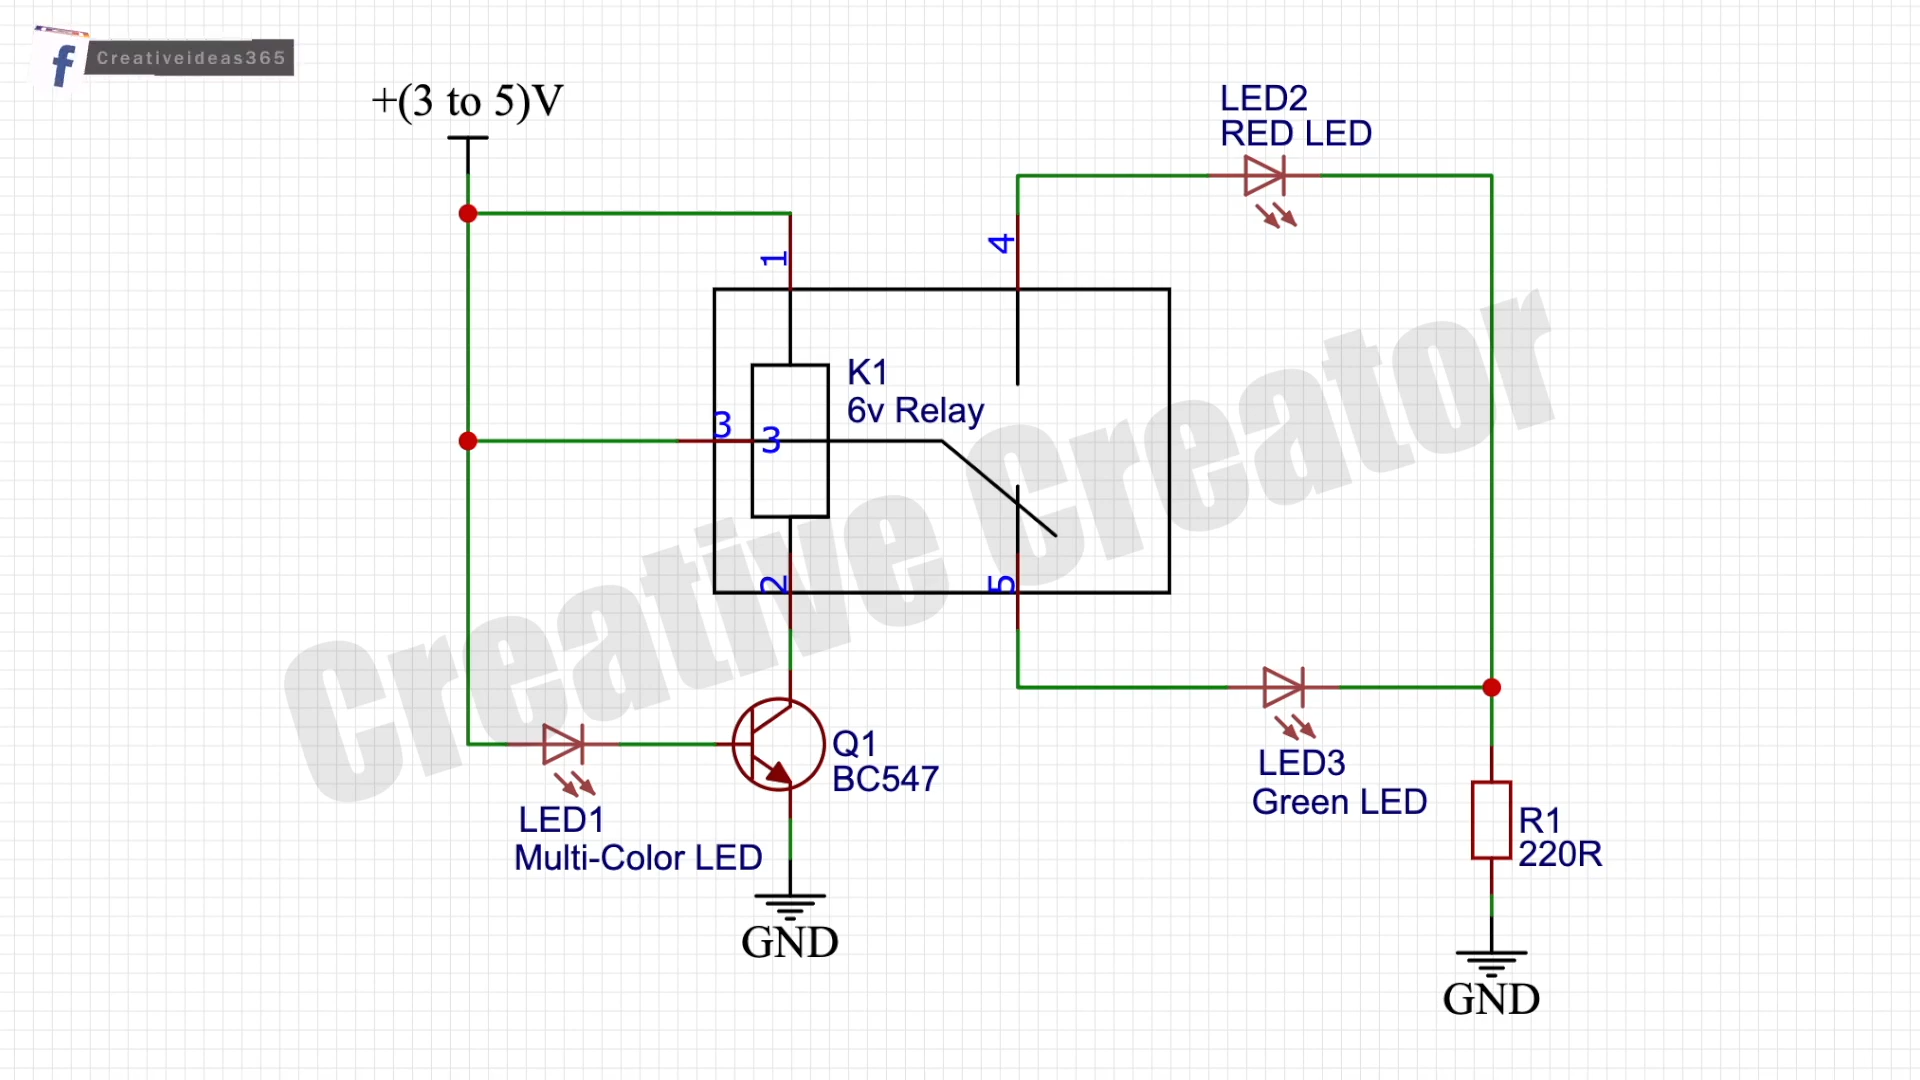 f Creativeideas365
+(3 to 5)V
LED2
RED LED
1
4
K1
6v Relay
3
3
2
5
Creative Creator
Q1
BC547
LED1
Multi-Color LED
LED3
Green LED
R1
220R
GND
GND